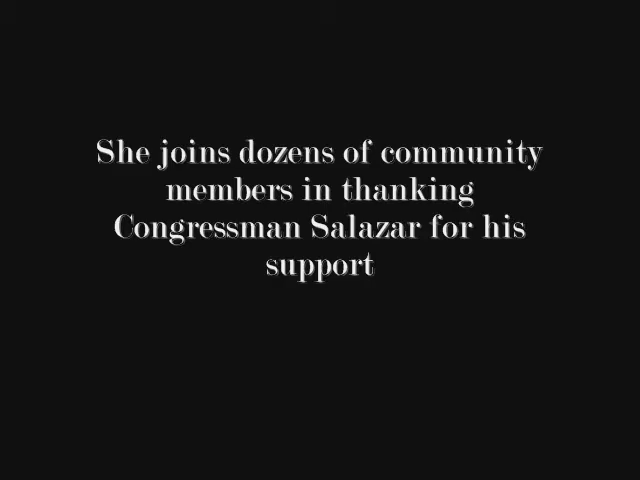 She joins dozens of community
members in thanking
Congressman Salazar for his
support